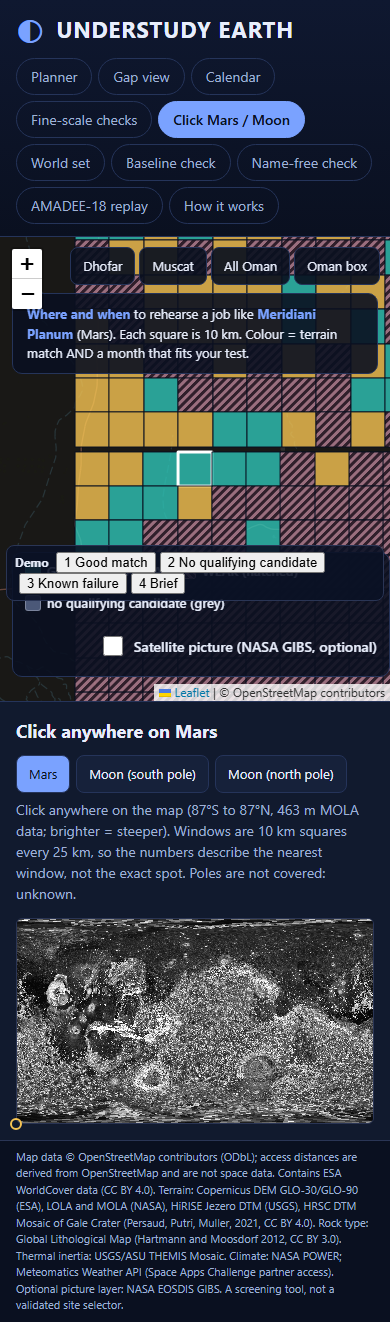 UNDERSTUDY EARTH
Planner
Gap view
Calendar
Fine-scale checks
Click Mars / Moon
World set
Baseline check
Name-free check
AMADEE-18 replay
How it works
+
−
Dhofar
Muscat
All Oman
Oman box
Where and when to rehearse a job like Meridiani
Planum (Mars). Each square is 10 km. Colour = terrain
match AND a month that fits your test.
Demo
1 Good match
2 No qualifying candidate
3 Known failure
4 Brief
no qualifying candidate (grey)
Satellite picture (NASA GIBS, optional)
Leaflet | © OpenStreetMap contributors
Click anywhere on Mars
Mars
Moon (south pole)
Moon (north pole)
Click anywhere on the map (87°S to 87°N, 463 m MOLA
data; brighter = steeper). Windows are 10 km squares
every 25 km, so the numbers describe the nearest
window, not the exact spot. Poles are not covered:
unknown.
Map data © OpenStreetMap contributors (ODbL); access distances are
derived from OpenStreetMap and are not space data. Contains ESA
WorldCover data (CC BY 4.0). Terrain: Copernicus DEM GLO-30/GLO-90
(ESA), LOLA and MOLA (NASA), HiRISE Jezero DTM (USGS), HRSC DTM
Mosaic of Gale Crater (Persaud, Putri, Muller, 2021, CC BY 4.0). Rock type:
Global Lithological Map (Hartmann and Moosdorf 2012, CC BY 3.0).
Thermal inertia: USGS/ASU THEMIS Mosaic. Climate: NASA POWER;
Meteomatics Weather API (Space Apps Challenge partner access).
Optional picture layer: NASA EOSDIS GIBS. A screening tool, not a
validated site selector.